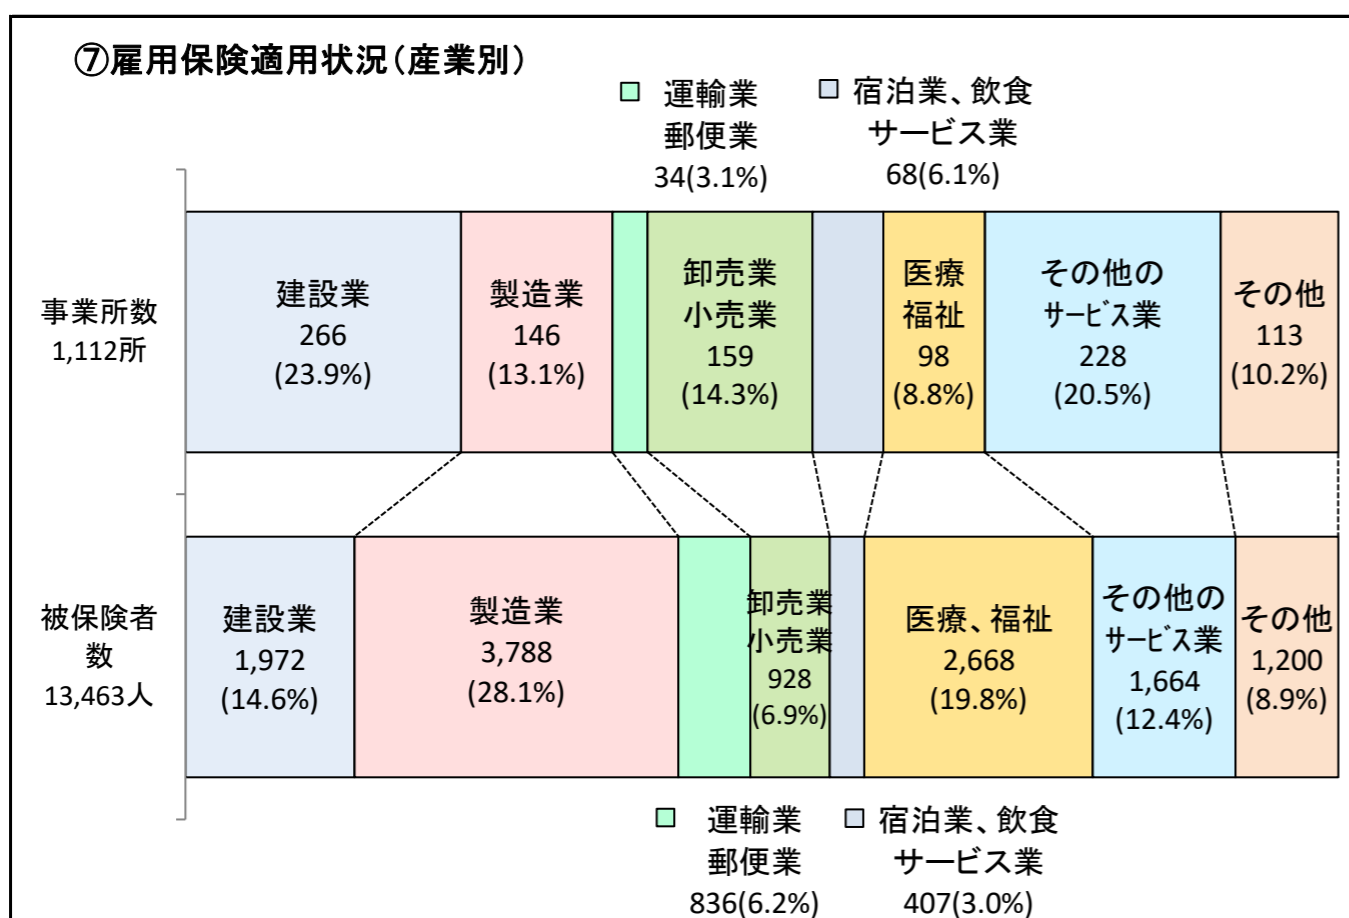 ⑦雇用保険適用状況(産業別)
運輸業
郵便業
34(3.1%)
宿泊業、飲食
サービス業
68(6.1%)
事業所数
1,112所
建設業
266
(23.9%)
製造業
146
(13.1%)
卸売業
小売業
159
(14.3%)
医療
福祉
98
(8.8%)
その他の
サービス業
228
(20.5%)
その他
113
(10.2%)
被保険者
数
13,463人
建設業
1,972
(14.6%)
製造業
3,788
(28.1%)
卸売業
小売業
928
(6.9%)
医療、福祉
2,668
(19.8%)
その他の
サービス業
1,664
(12.4%)
その他
1,200
(8.9%)
運輸業
郵便業
836(6.2%)
宿泊業、飲食
サービス業
407(3.0%)